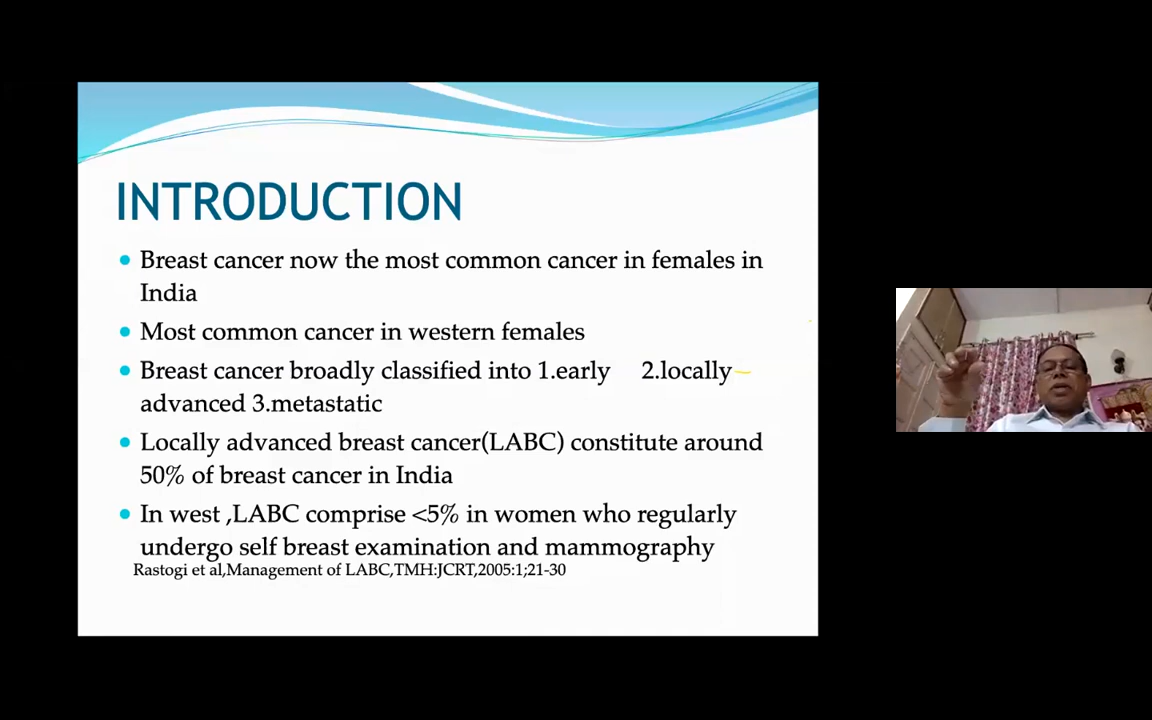 INTRODUCTION
Breast cancer now the most common cancer in females in
India
Most common cancer in western females
Breast cancer broadly classified into 1.early 2.locally
advanced 3.metastatic
Locally advanced breast cancer(LABC) constitute around
50% of breast cancer in India
In west ,LABC comprise <5% in women who regularly
undergo self breast examination and mammography
Rastogi et al,Management of LABC,TMH:JCRT,2005:1;21-30